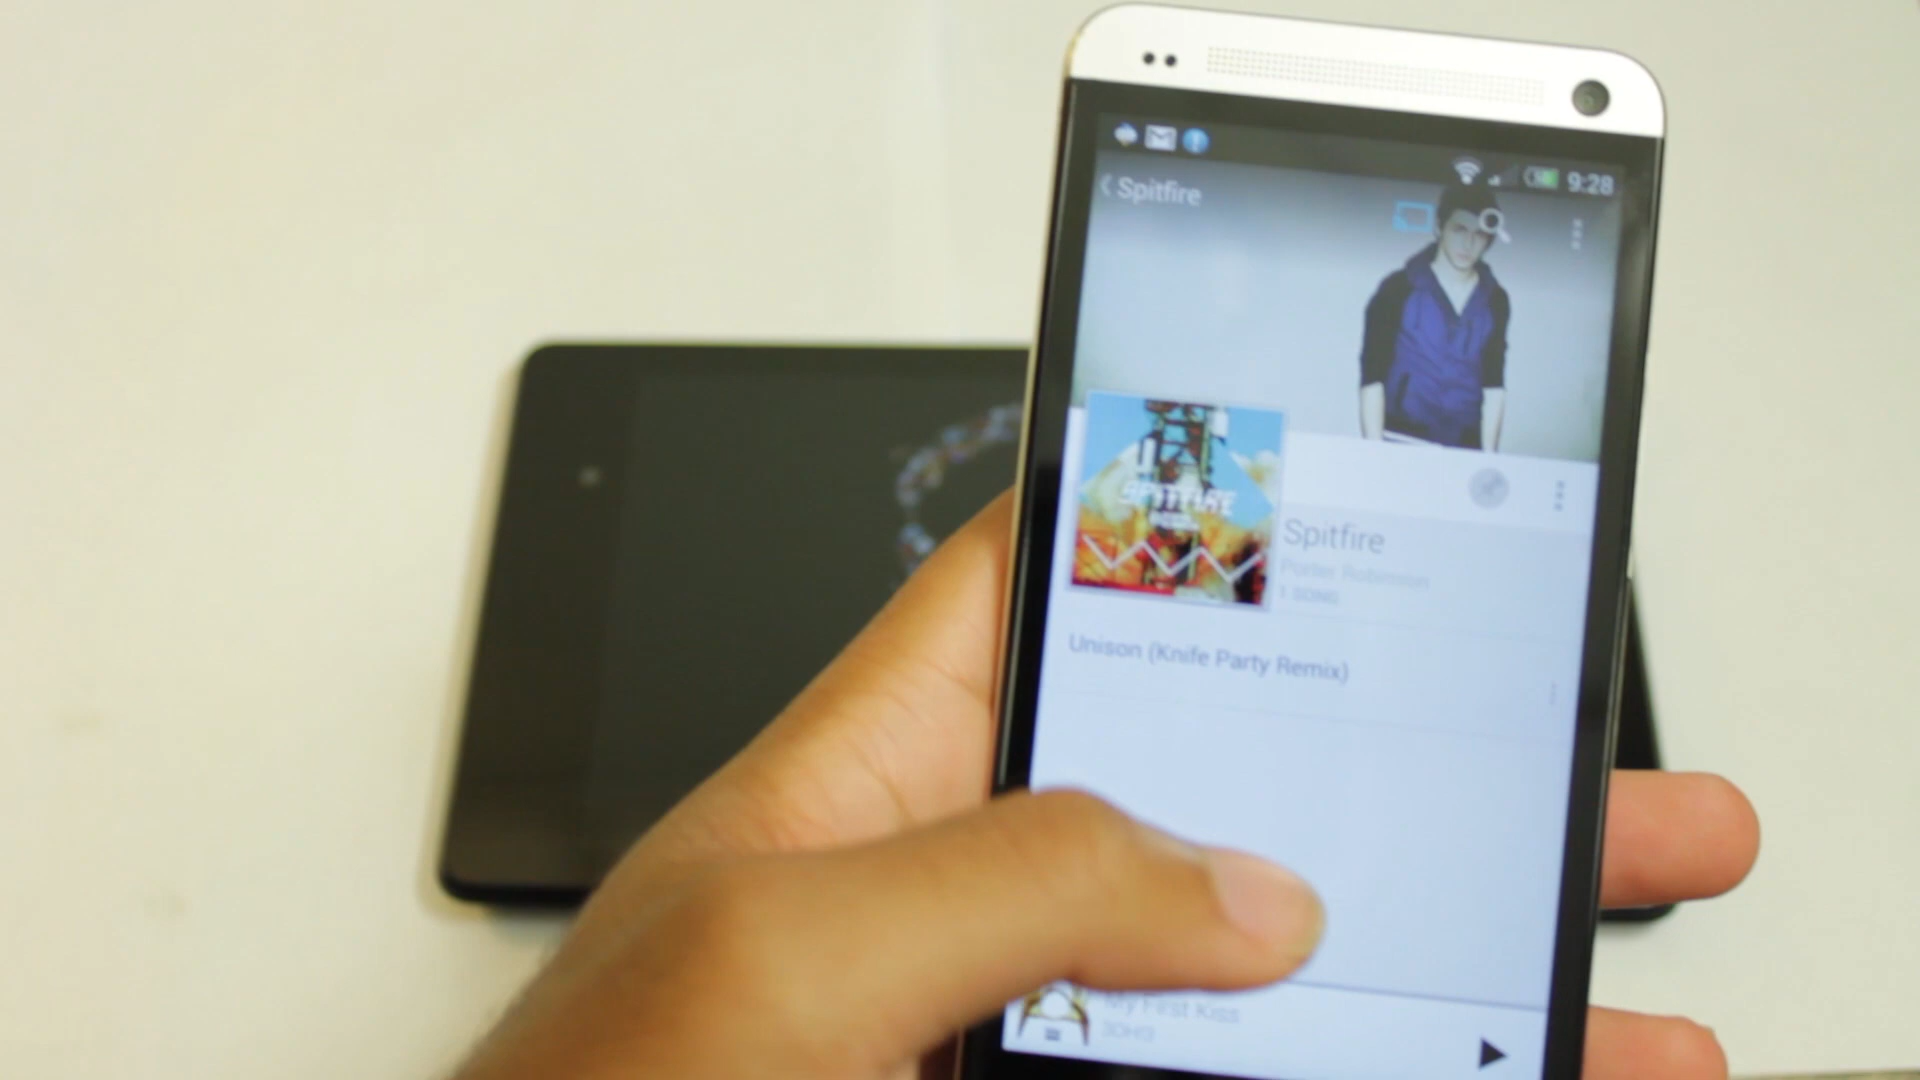 9:28
Spitfire
SPITFIRE
Spitfire
Porter Robinson
1 SONG
Unison (Knife Party Remix)
My First Kiss
3OH!3